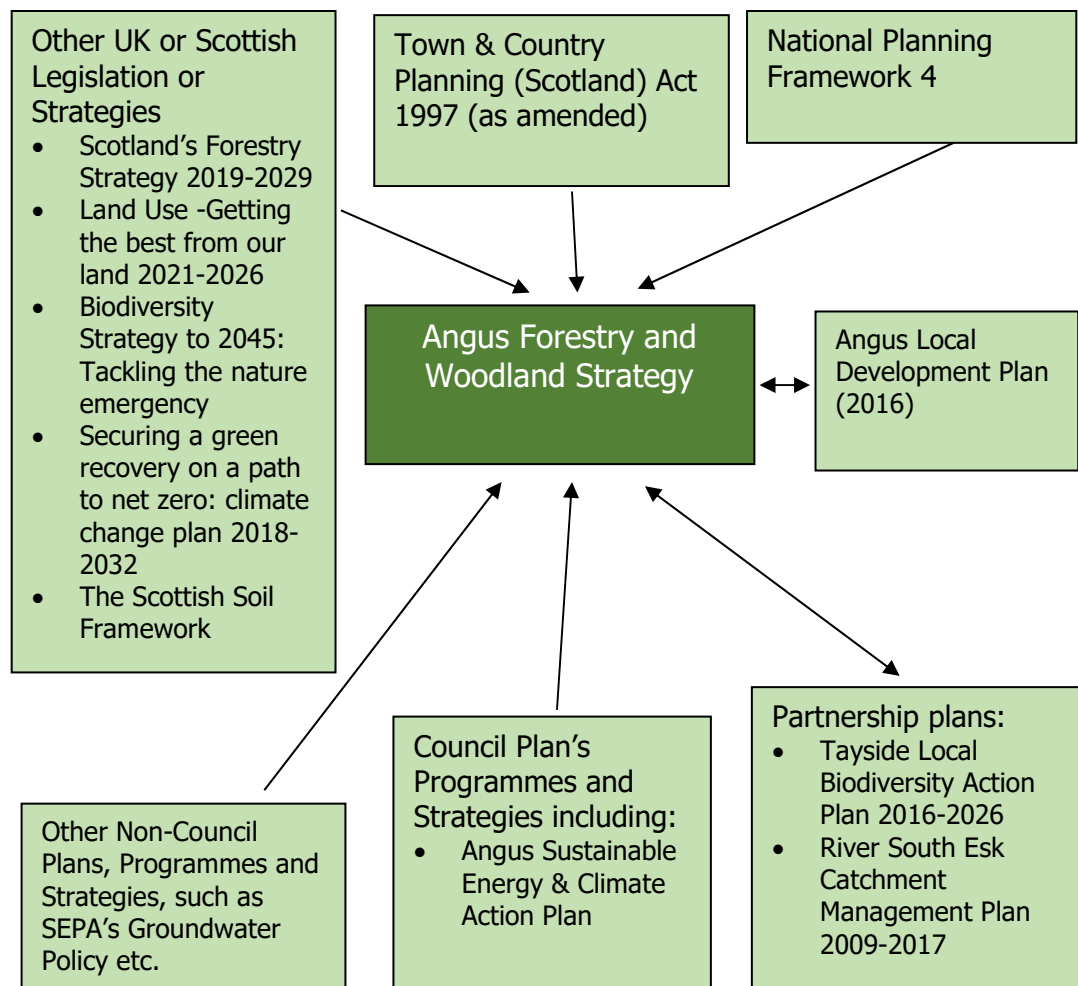 Other UK or Scottish
Legislation or
Strategies
• Scotland’s Forestry
Strategy 2019-2029
• Land Use -Getting
the best from our
land 2021-2026
• Biodiversity
Strategy to 2045:
Tackling the nature
emergency
• Securing a green
recovery on a path
to net zero: climate
change plan 2018-
2032
• The Scottish Soil
Framework
Town & Country
Planning (Scotland) Act
1997 (as amended)
National Planning
Framework 4
Angus Forestry and
Woodland Strategy
Angus Local
Development Plan
(2016)
Other Non-Council
Plans, Programmes and
Strategies, such as
SEPA’s Groundwater
Policy etc.
Council Plan’s
Programmes and
Strategies including:
• Angus Sustainable
Energy & Climate
Action Plan
Partnership plans:
• Tayside Local
Biodiversity Action
Plan 2016-2026
• River South Esk
Catchment
Management Plan
2009-2017